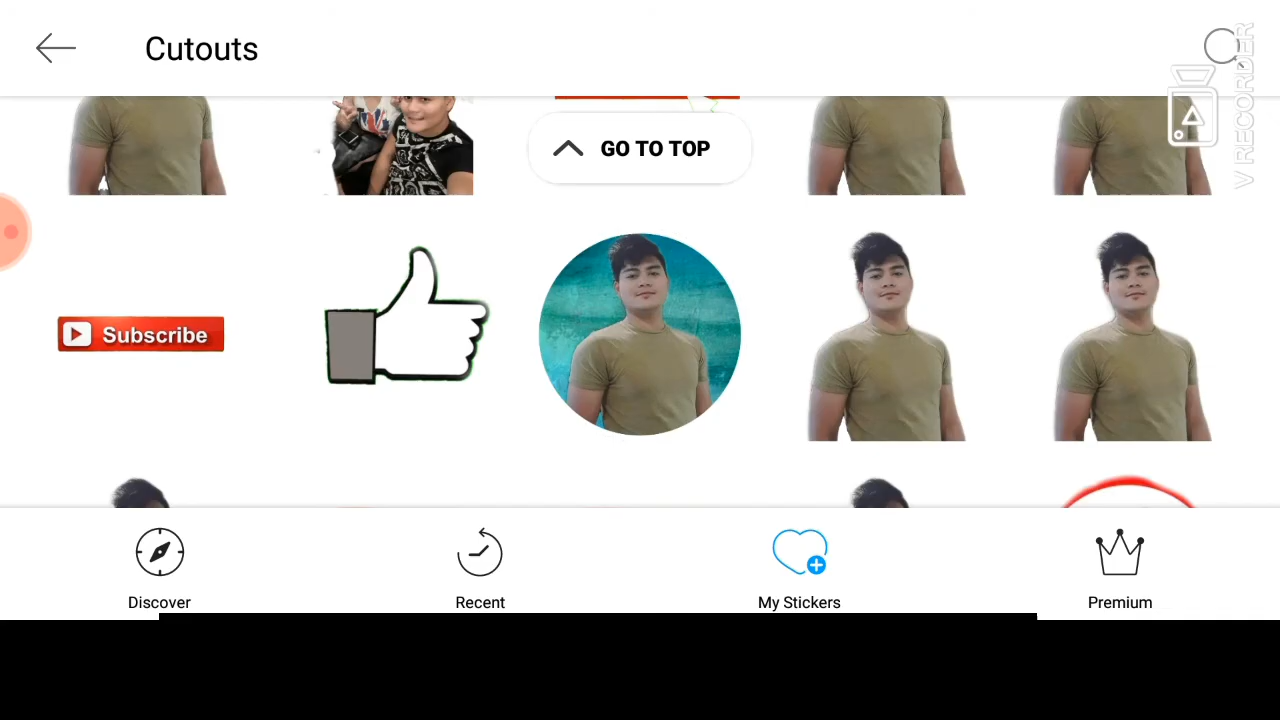 Cutouts
V RECORDER
GO TO TOP
Subscribe
Discover
Recent
My Stickers
Premium